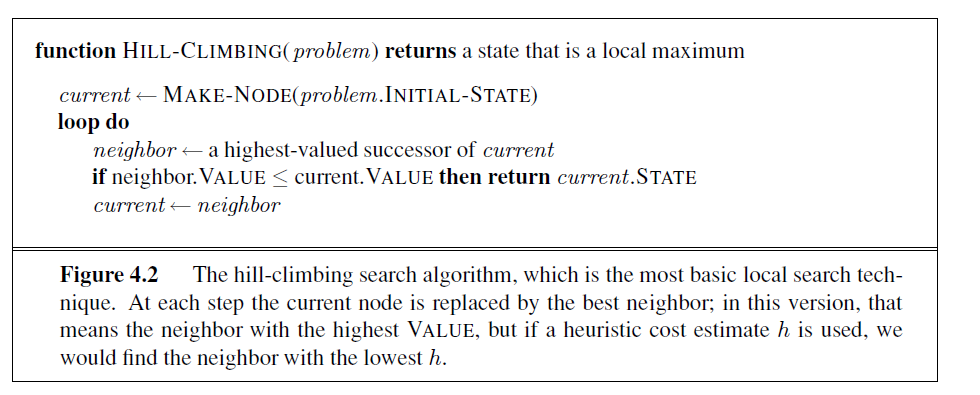 function HILL-CLIMBING(problem) returns a state that is a local maximum
current ← MAKE-NODE(problem.INITIAL-STATE)
loop do
neighbor ← a highest-valued successor of current
if neighbor.VALUE ≤ current.VALUE then return current.STATE
current ← neighbor
Figure 4.2 The hill-climbing search algorithm, which is the most basic local search tech-
nique. At each step the current node is replaced by the best neighbor; in this version, that
means the neighbor with the highest VALUE, but if a heuristic cost estimate h is used, we
would find the neighbor with the lowest h.